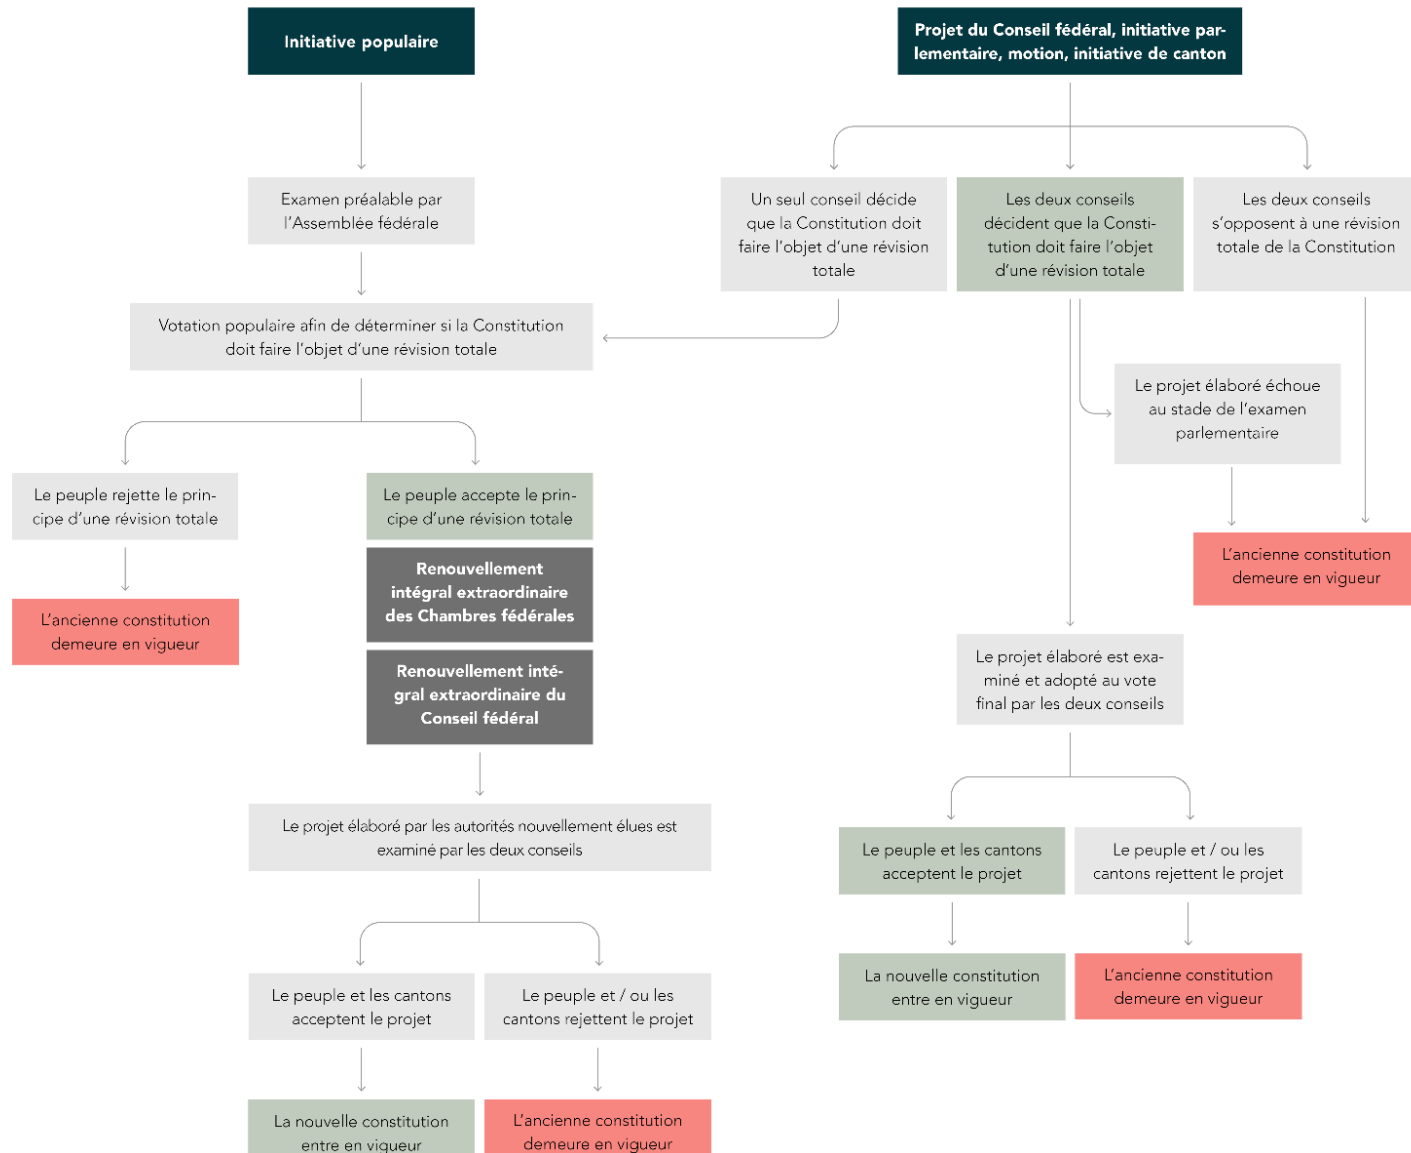 Initiative populaire
Projet du Conseil fédéral, initiative par-
lementaire, motion, initiative de canton
Examen préalable par
l'Assemblée fédérale
Un seul conseil décide
que la Constitution doit
faire l'objet d'une révision
totale
Les deux conseils
décident que la Consti-
tution doit faire l'objet
d'une révision totale
Les deux conseils
s'opposent à une révision
totale de la Constitution
Votation populaire afin de déterminer si la Constitution
doit faire l'objet d'une révision totale
Le projet élaboré échoue
au stade de l'examen
parlementaire
Le peuple rejette le prin-
cipe d'une révision totale
Le peuple accepte le prin-
cipe d'une révision totale
Renouvellement
intégral extraordinaire
des Chambres fédérales
L'ancienne constitution
demeure en vigueur
L'ancienne constitution
demeure en vigueur
Renouvellement inté-
gral extraordinaire du
Conseil fédéral
Le projet élaboré est exa-
miné et adopté au vote
final par les deux conseils
Le projet élaboré par les autorités nouvellement élues est
examiné par les deux conseils
Le peuple et les cantons
acceptent le projet
Le peuple et / ou les
cantons rejettent le projet
La nouvelle constitution
entre en vigueur
L'ancienne constitution
demeure en vigueur
Le peuple et les cantons
acceptent le projet
Le peuple et / ou les
cantons rejettent le projet
La nouvelle constitution
entre en vigueur
L'ancienne constitution
demeure en vigueur